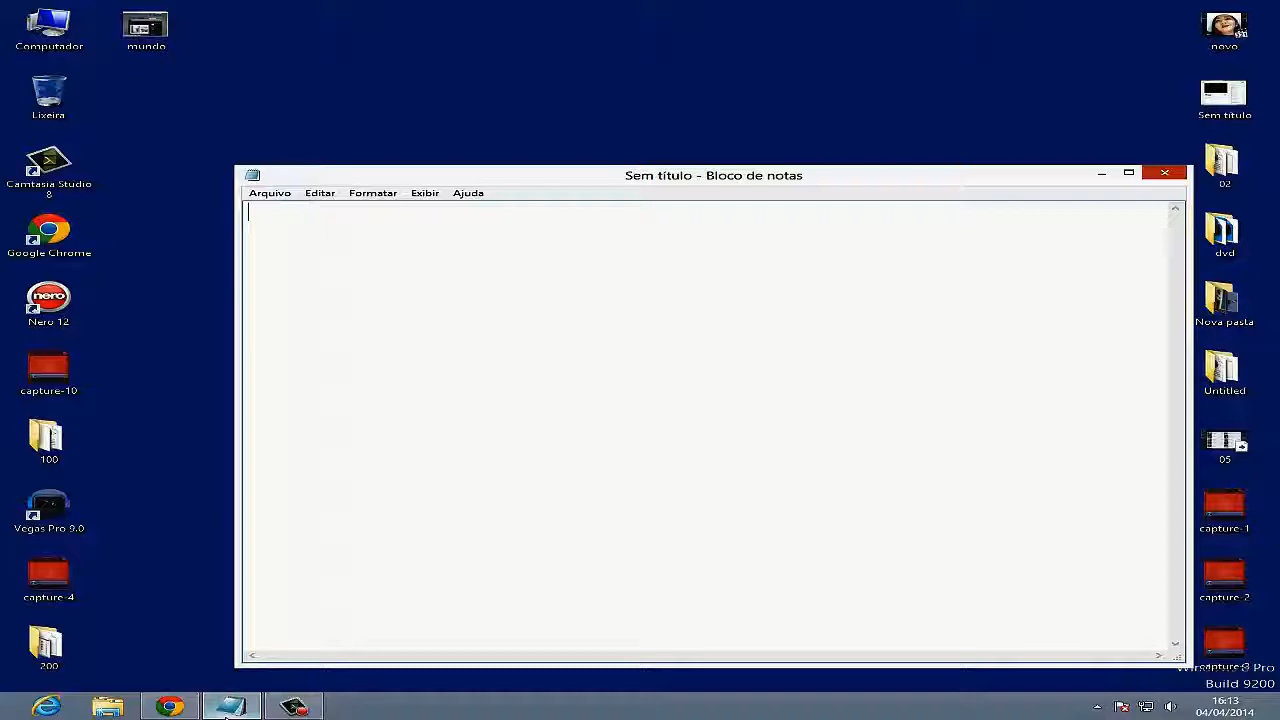 Computador
mundo
novo
Lixeira
Sem título
Camtasia Studio
8
02
Sem título - Bloco de notas
Arquivo Editar Formatar Exibir Ajuda
Google Chrome
dvd
nero
Nero 12
Nova pasta
capture-10
Untitled
100
05
Vegas Pro 9.0
capture-1
capture-4
capture-2
200
Pro
Build 9200
16:13
04/04/2014